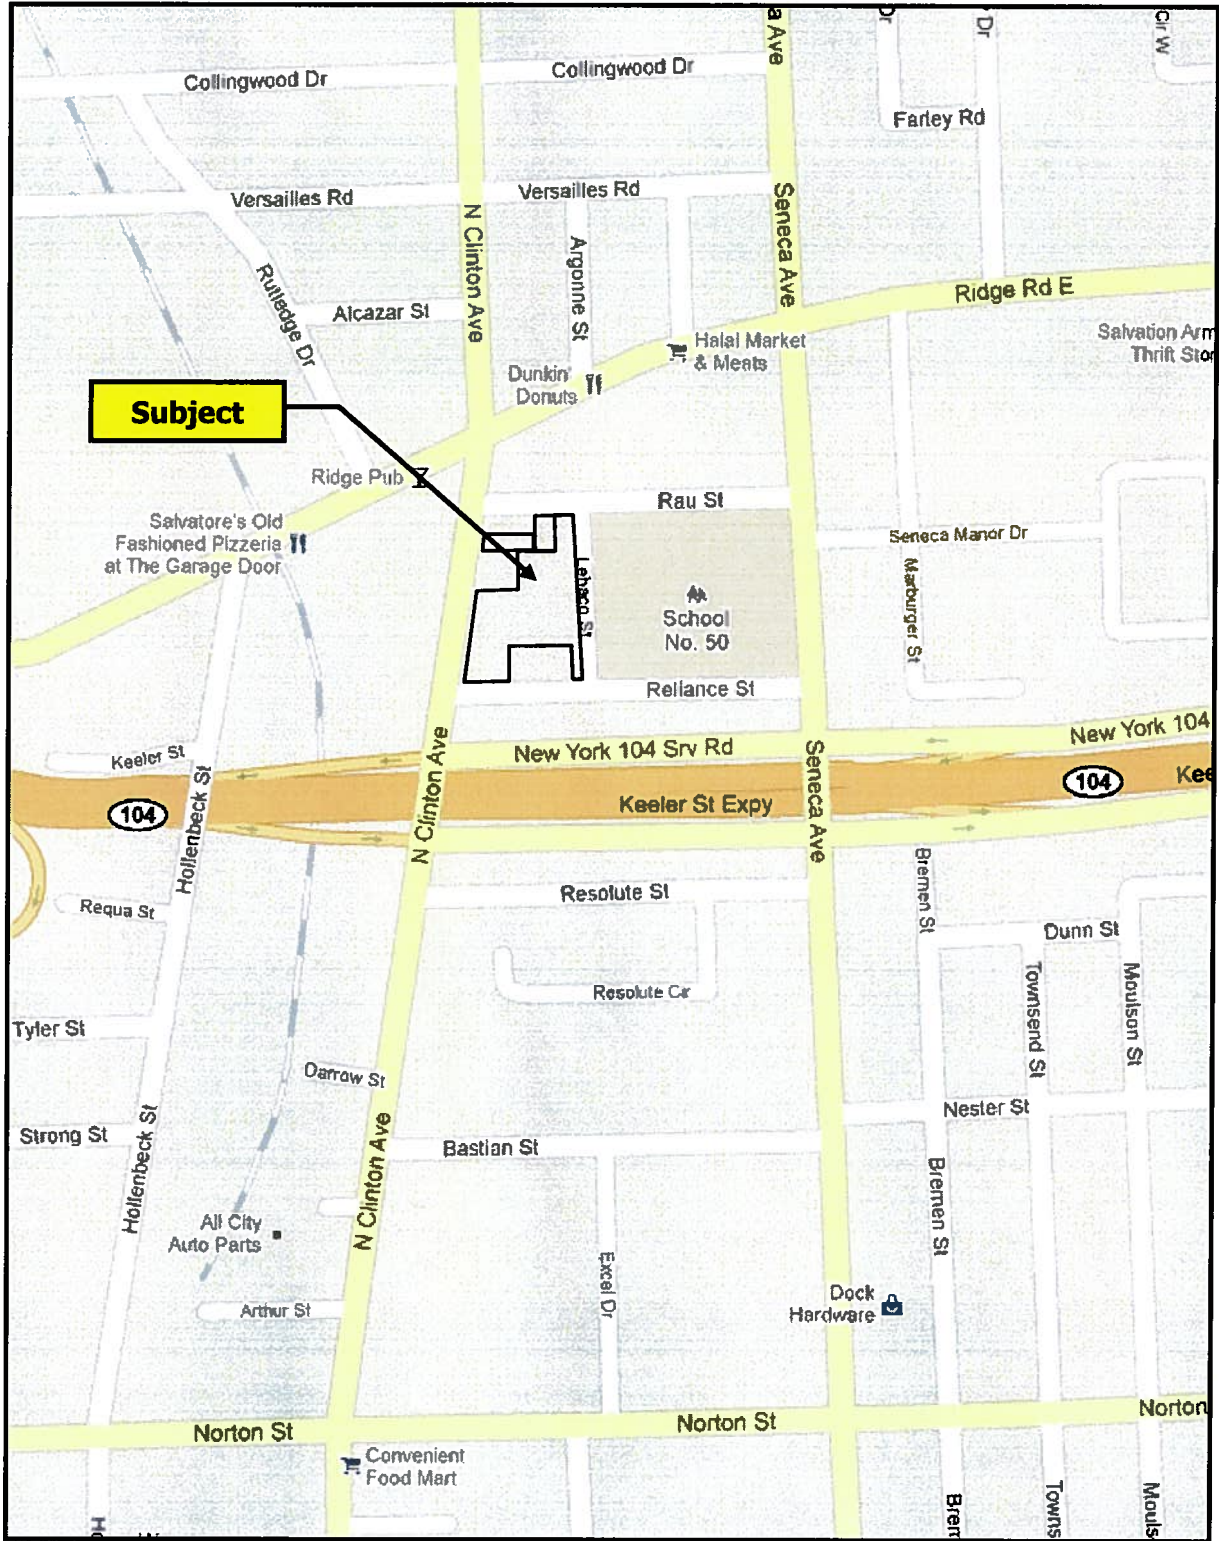 a Ave
Dr
Dr
Cir W
Collingwood Dr
Collingwood Dr
Farley Rd
Versailles Rd
Versailles Rd
N Clinton Ave
Argonne St
Seneca Ave
Rutledge Dr
Alcazar St
Ridge Rd E
Halal Market
& Meats
Salvation Arm
Thrift Stor
Dunkin'
Donuts
Subject
Ridge Pub
Rau St
Salvatore's Old
Fashioned Pizzeria
at The Garage Door
Seneca Manor Dr
Marburger St
School
No. 50
Reliance St
New York 104 Srv Rd
New York 104
Keeler St
104
Hollenbeck St
N Clinton Ave
Keeler St Expy
Seneca Ave
104
Kee
Requa St
Resolute St
Bremen St
Dunn St
Resolute Cir
Townsend St
Moulson St
Tyler St
Darrow St
Nester St
Strong St
Hollenbeck St
N Clinton Ave
Bastian St
Bremen St
All City
Auto Parts
Excel Dr
Dock
Hardware
Arthur St
Norton St
Norton St
Norton
Convenient
Food Mart
Ho
Brem
Towns
Mouls